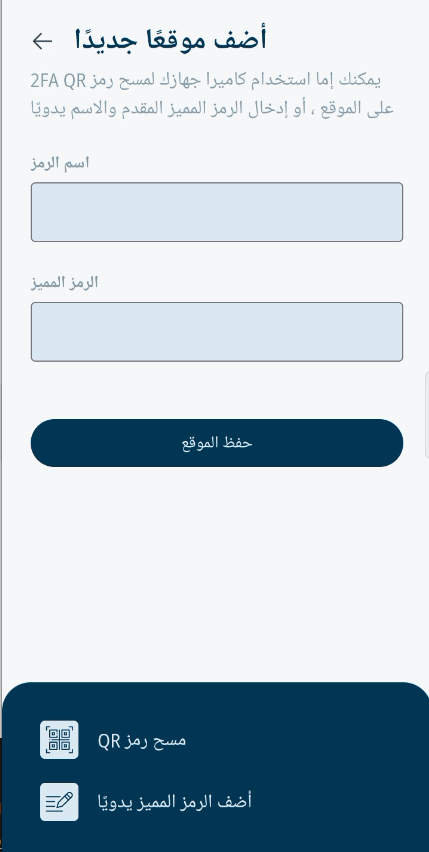 أضف موقعًا جديدًا
يمكنك إما استخدام كاميرا جهازك لمسح رمز 2FA QR
على الموقع ، أو إدخال الرمز المميز المقدم والاسم يدويًا
اسم الرمز
الرمز المميز
حفظ الموقع
مسح رمز QR
أضف الرمز المميز يدويًا